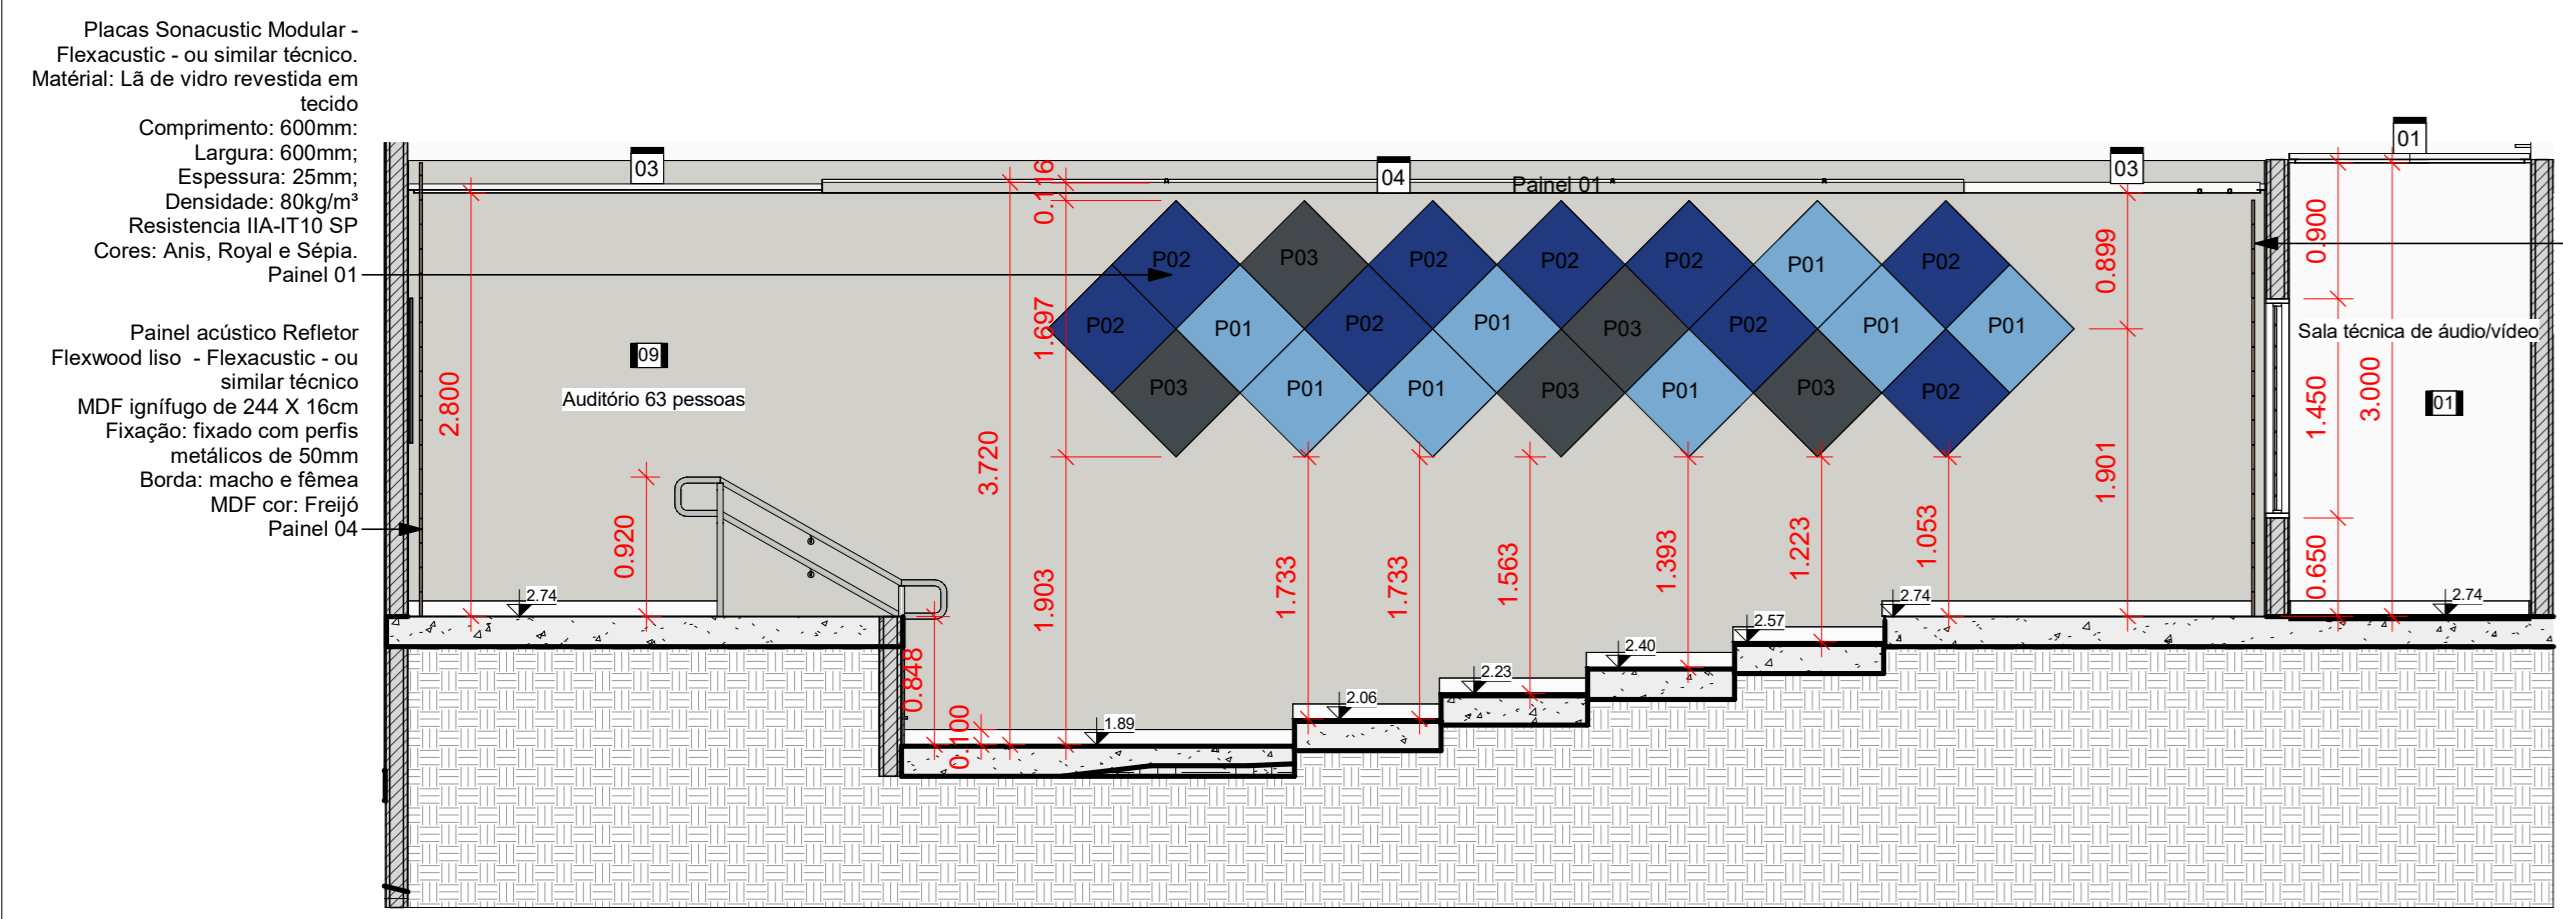 Placas Sonacustic Modular -
Flexacustic - ou similar técnico.
Matérial: Lã de vidro revestida em
tecido
Comprimento: 600mm:
Largura: 600mm;
Espessura: 25mm;
Densidade: 80kg/m³
Resistencia IIA-IT10 SP
Cores: Anis, Royal e Sépia.
Painel 01
Painel acústico Refletor
Flexwood liso - Flexacustic - ou
similar técnico
MDF ignífugo de 244 X 16cm
Fixação: fixado com perfis
metálicos de 50mm
Borda: macho e fêmea
MDF cor: Freijó
Painel 04
03
04
03
01
Painel 01
0.116
P02
P03
P02
P02
P02
P01
P02
P02
P01
P02
P01
P03
P02
P01
P01
P03
P01
P01
P03
P01
P03
P02
09
Auditório 63 pessoas
Sala técnica de áudio/vídeo
01
2.800
0.920
3.720
1.697
1.903
0.848
0.100
1.733
1.733
1.563
1.393
1.223
1.053
0.899
1.901
0.900
1.450
0.650
3.000
2.74
1.89
2.06
2.23
2.40
2.57
2.74
2.74